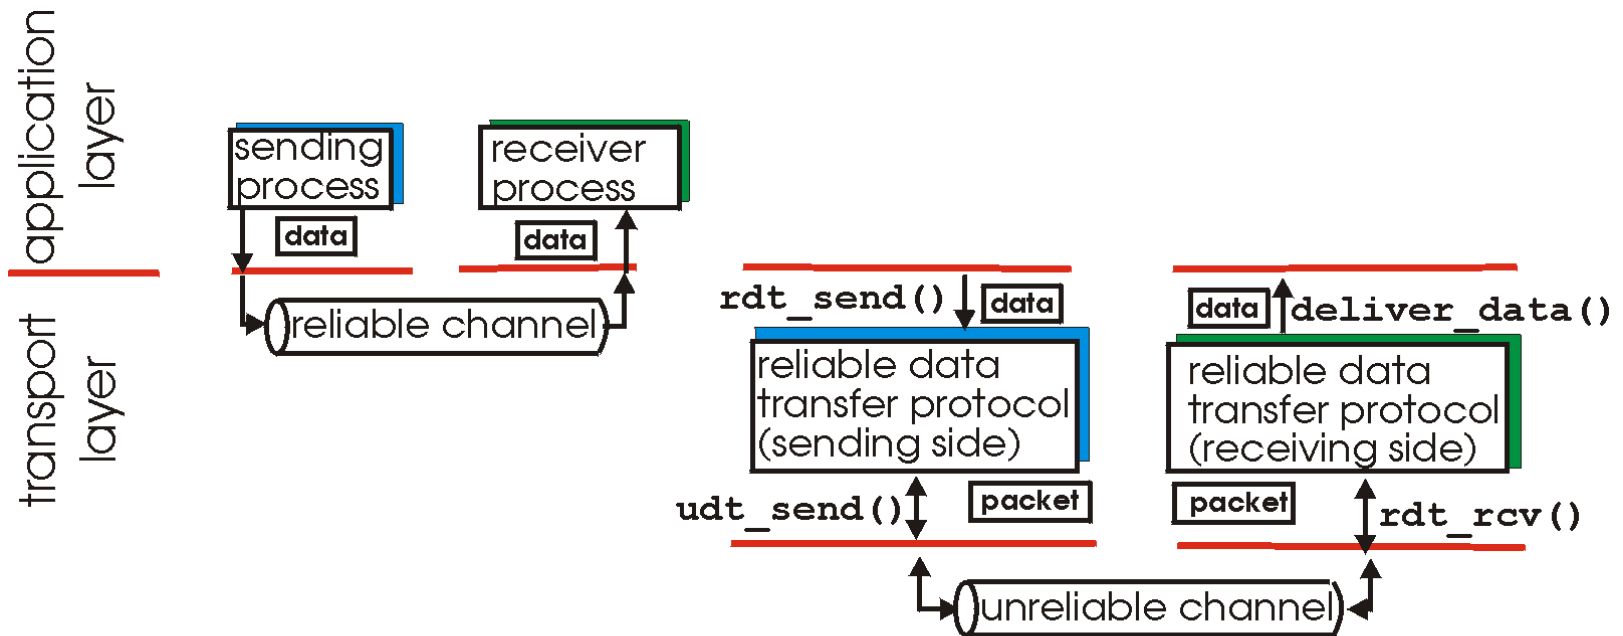 application
layer
transport
layer
sending
process
data
receiver
process
data
reliable channel
rdt_send()
data
reliable data
transfer protocol
(sending side)
udt_send()
packet
data
deliver_data()
reliable data
transfer protocol
(receiving side)
packet
rdt_rcv()
unreliable channel